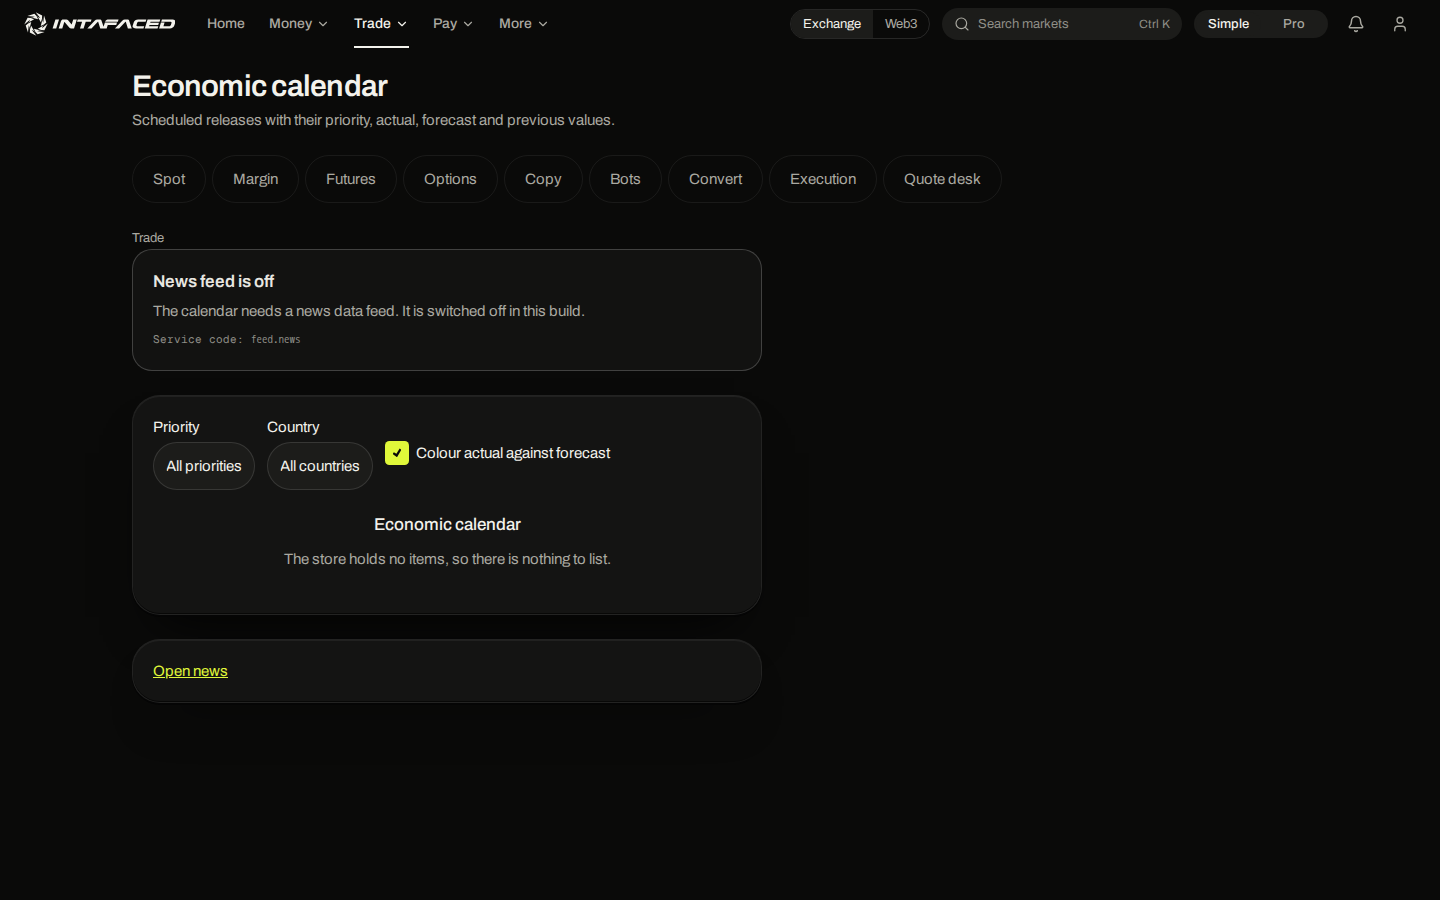 INTAFACED
Home
Money
Trade
Pay
More
Exchange
Web3
Search markets
Ctrl K
Simple
Pro
Economic calendar
Scheduled releases with their priority, actual, forecast and previous values.
Spot
Margin
Futures
Options
Copy
Bots
Convert
Execution
Quote desk
Trade
News feed is off
The calendar needs a news data feed. It is switched off in this build.
Service code: feed.news
Priority
Country
All priorities
All countries
Colour actual against forecast
Economic calendar
The store holds no items, so there is nothing to list.
Open news